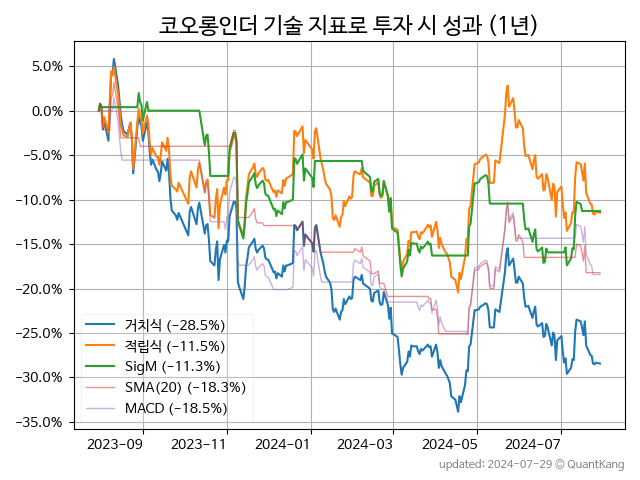 코오롱인더 기술 지표로 투자 시 성과 (1년)
5.0%
0.0%
−5.0%
−10.0%
−15.0%
−20.0%
−25.0%
−30.0%
−35.0%
거치식 (−28.5%)
적립식 (−11.5%)
SigM (−11.3%)
SMA(20) (−18.3%)
MACD (−18.5%)
2023−09 2023−11 2024−01 2024−03 2024−05 2024−07
updated: 2024-07-29 © QuantKang